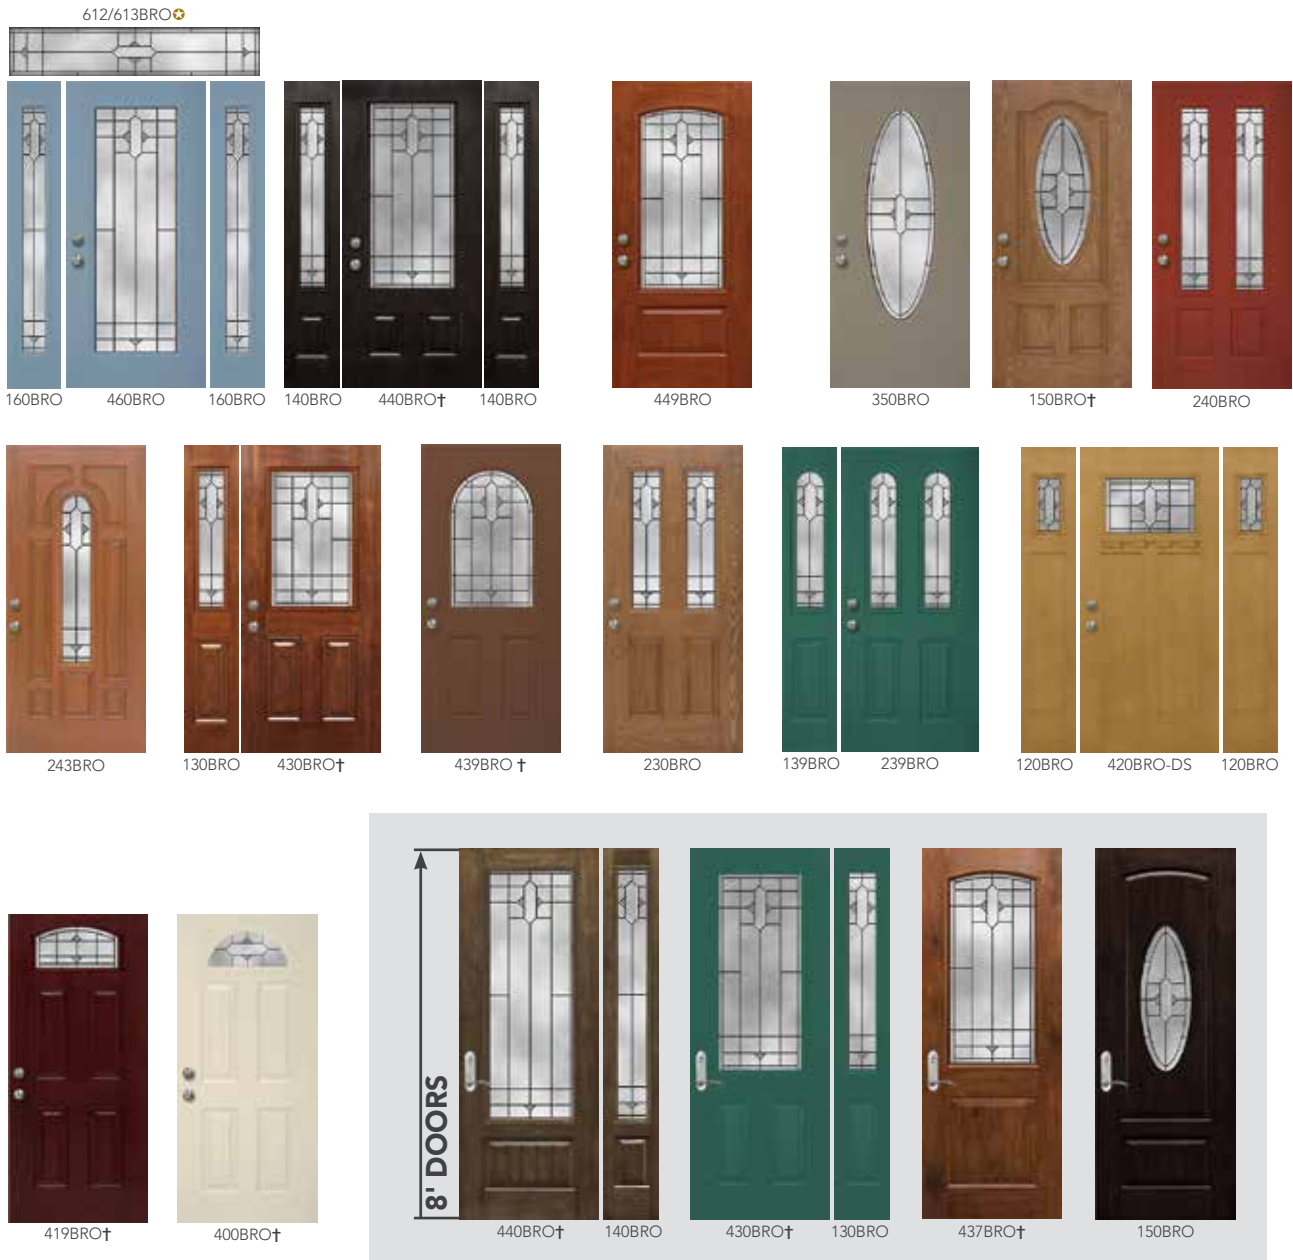 612/613BRO✪
160BRO 460BRO 160BRO 140BRO 440BRO† 140BRO 449BRO 350BRO 150BRO† 240BRO
243BRO 130BRO 430BRO† 439BRO † 230BRO 139BRO 239BRO 120BRO 420BRO-DS 120BRO
8' DOORS
419BRO† 400BRO† 440BRO† 140BRO 430BRO† 130BRO 437BRO† 150BRO